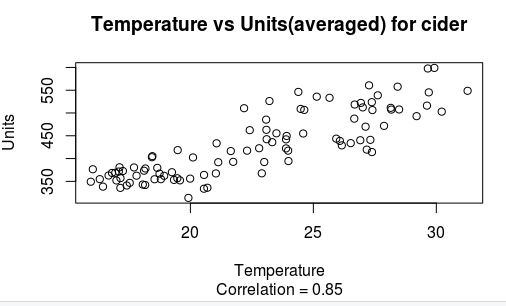 Temperature vs Units(averaged) for cider
Units
550
450
350
20 25 30
Temperature
Correlation = 0.85